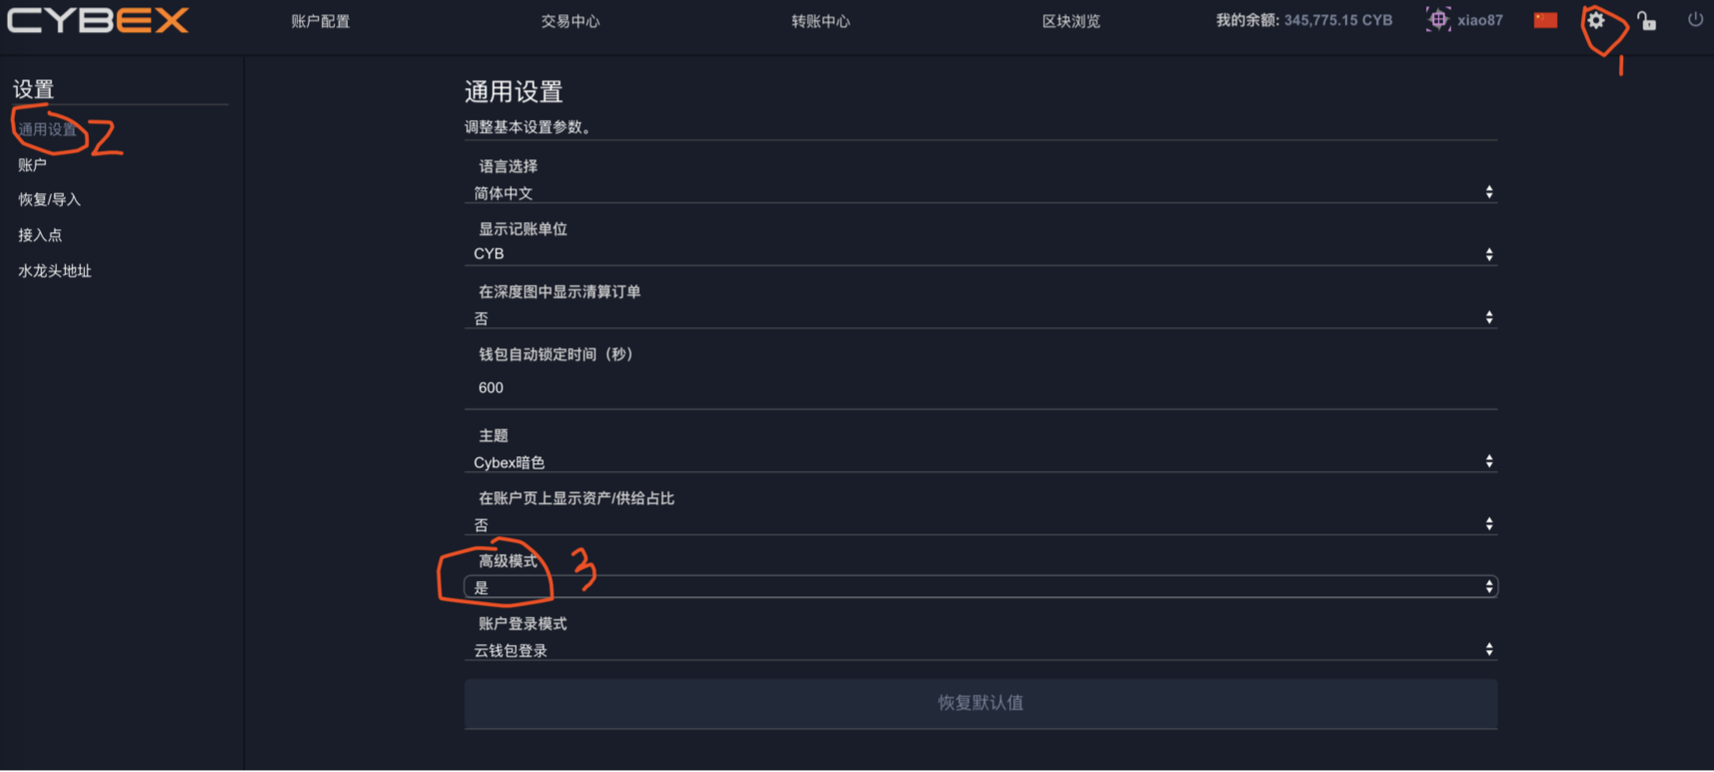 CYBEX
账户配置
交易中心
转账中心
区块浏览
我的余额: 345,775.15 CYB
xiao87
1
设置
通用设置
2
账户
恢复/导入
接入点
水龙头地址
通用设置
调整基本设置参数。
语言选择
简体中文
显示记账单位
CYB
在深度图中显示清算订单
否
钱包自动锁定时间（秒）
600
主题
Cybex暗色
在账户页上显示资产/供给占比
否
高级模式
3
是
账户登录模式
云钱包登录
恢复默认值